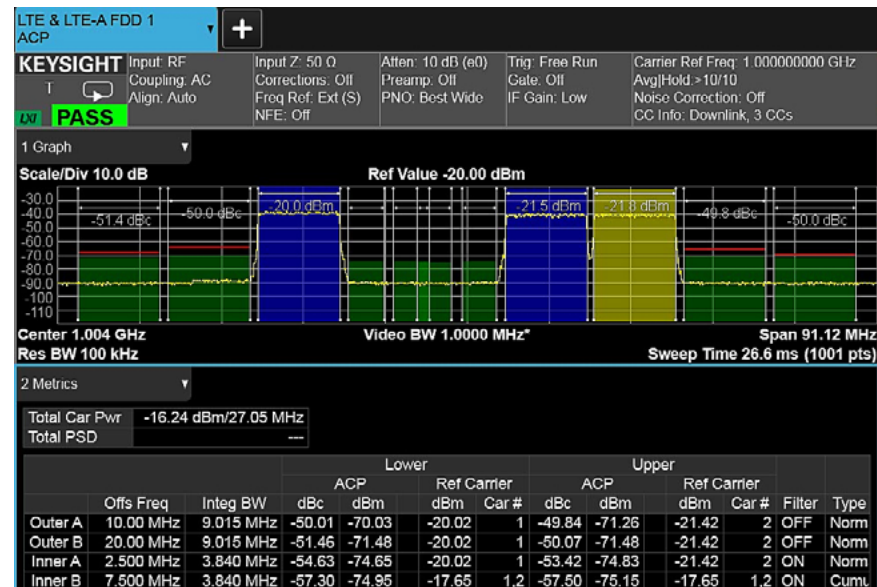 LTE & LTE-A FDD 1
ACP
+
KEYSIGHT Input: RF Input Z: 50 Ω Atten: 10 dB (e0) Trig: Free Run Carrier Ref Freq: 1.000000000 GHz
T Coupling: AC Corrections: Off Preamp: Off Gate: Off Avg|Hold:>10/10
Align: Auto Freq Ref: Ext (S) PNO: Best Wide IF Gain: Low Noise Correction: Off
LXI PASS NFE: Off CC Info: Downlink, 3 CCs
1 Graph
Scale/Div 10.0 dB Ref Value -20.00 dBm
-30.0
-40.0
-50.0
-60.0
-70.0
-80.0
-90.0
-100
-110
-51.4 dBc -50.0 dBc -20.0 dBm -21.5 dBm -21.8 dBm -49.8 dBc -50.0 dBc
Center 1.004 GHz Video BW 1.0000 MHz* Span 91.12 MHz
Res BW 100 kHz Sweep Time 26.6 ms (1001 pts)
2 Metrics
Total Car Pwr -16.24 dBm/27.05 MHz
Total PSD ---
Lower Upper
ACP Ref Carrier ACP Ref Carrier
Offs Freq Integ BW dBc dBm dBm Car # dBc dBm dBm Car # Filter Type
Outer A 10.00 MHz 9.015 MHz -50.01 -70.03 -20.02 1 -49.84 -71.26 -21.42 2 OFF Norm
Outer B 20.00 MHz 9.015 MHz -51.46 -71.48 -20.02 1 -50.07 -71.48 -21.42 2 OFF Norm
Inner A 2.500 MHz 3.840 MHz -54.63 -74.65 -20.02 1 -53.42 -74.83 -21.42 2 ON Norm
Inner B 7.500 MHz 3.840 MHz -57.30 -74.95 -17.65 1,2 -57.50 -75.15 -17.65 1,2 ON Cumu